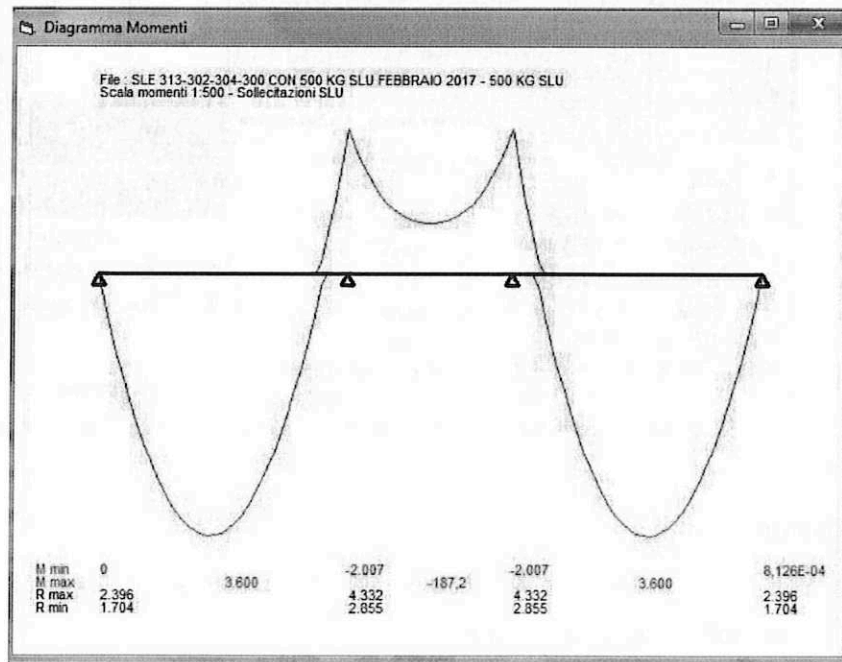 Diagramma Momenti
File : SLE 313-302-304-300 CON 500 KG SLU FEBBRAIO 2017 - 500 KG SLU
Scala momenti 1:500 - Sollecitazioni SLU
M min 0 -2.007 -2.007 8,126E-04
M max 3.600 -187,2 3.600
R max 2.396 4.332 4.332 2.396
R min 1.704 2.855 2.855 1.704